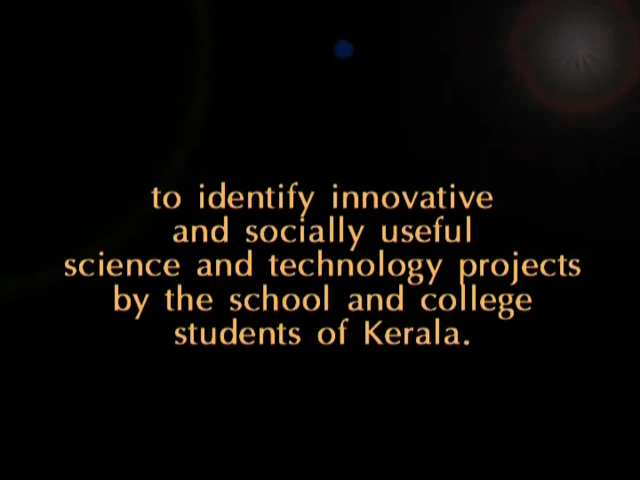 to identify innovative
and socially useful
science and technology projects
by the school and college
students of Kerala.